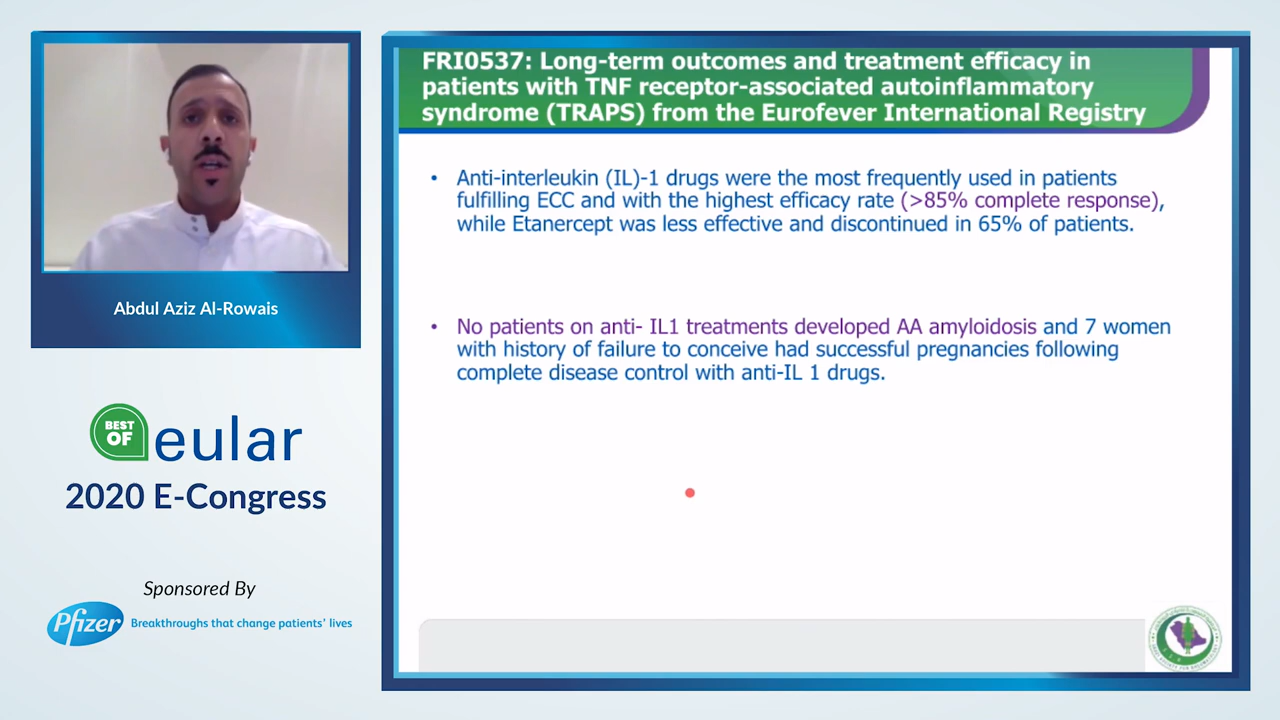 Abdul Aziz Al-Rowais
BEST
OF
eular
2020 E-Congress
Sponsored By
Pfizer
Breakthroughs that change patients' lives
FRI0537: Long-term outcomes and treatment efficacy in
patients with TNF receptor-associated autoinflammatory
syndrome (TRAPS) from the Eurofever International Registry
• Anti-interleukin (IL)-1 drugs were the most frequently used in patients
fulfilling ECC and with the highest efficacy rate (>85% complete response),
while Etanercept was less effective and discontinued in 65% of patients.
• No patients on anti- IL1 treatments developed AA amyloidosis and 7 women
with history of failure to conceive had successful pregnancies following
complete disease control with anti-IL 1 drugs.